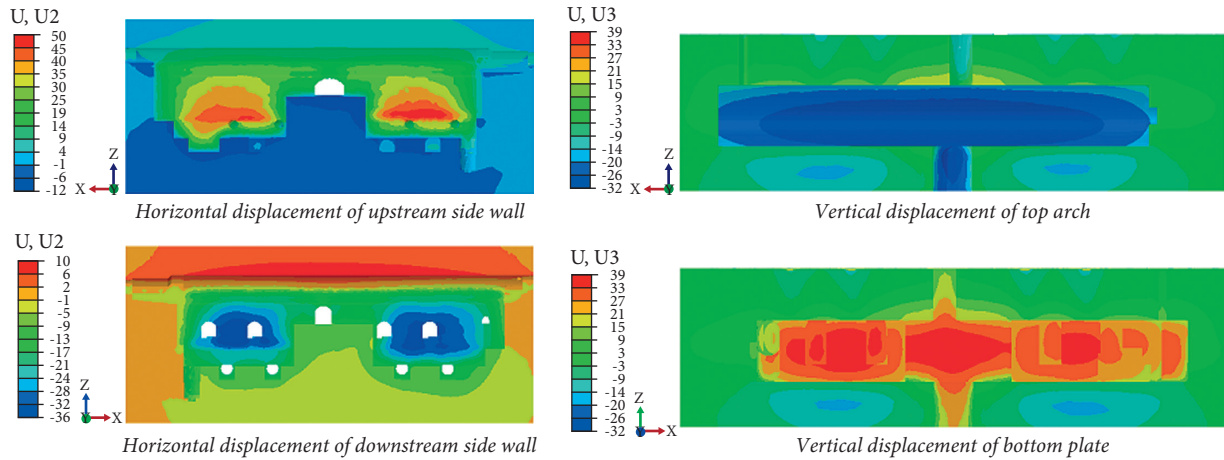 U, U2
50
45
40
35
30
25
19
14
9
4
-1
-6
-12
Z
X
Y
Horizontal displacement of upstream side wall
U, U3
39
33
27
21
15
9
3
-3
-9
-14
-20
-26
-32
Z
X
Y
Vertical displacement of top arch
U, U2
10
6
2
-1
-5
-9
-13
-17
-21
-24
-28
-32
-36
Z
Y
X
Horizontal displacement of downstream side wall
U, U3
39
33
27
21
15
9
3
-3
-9
-14
-20
-26
-32
Z
Y
X
Vertical displacement of bottom plate